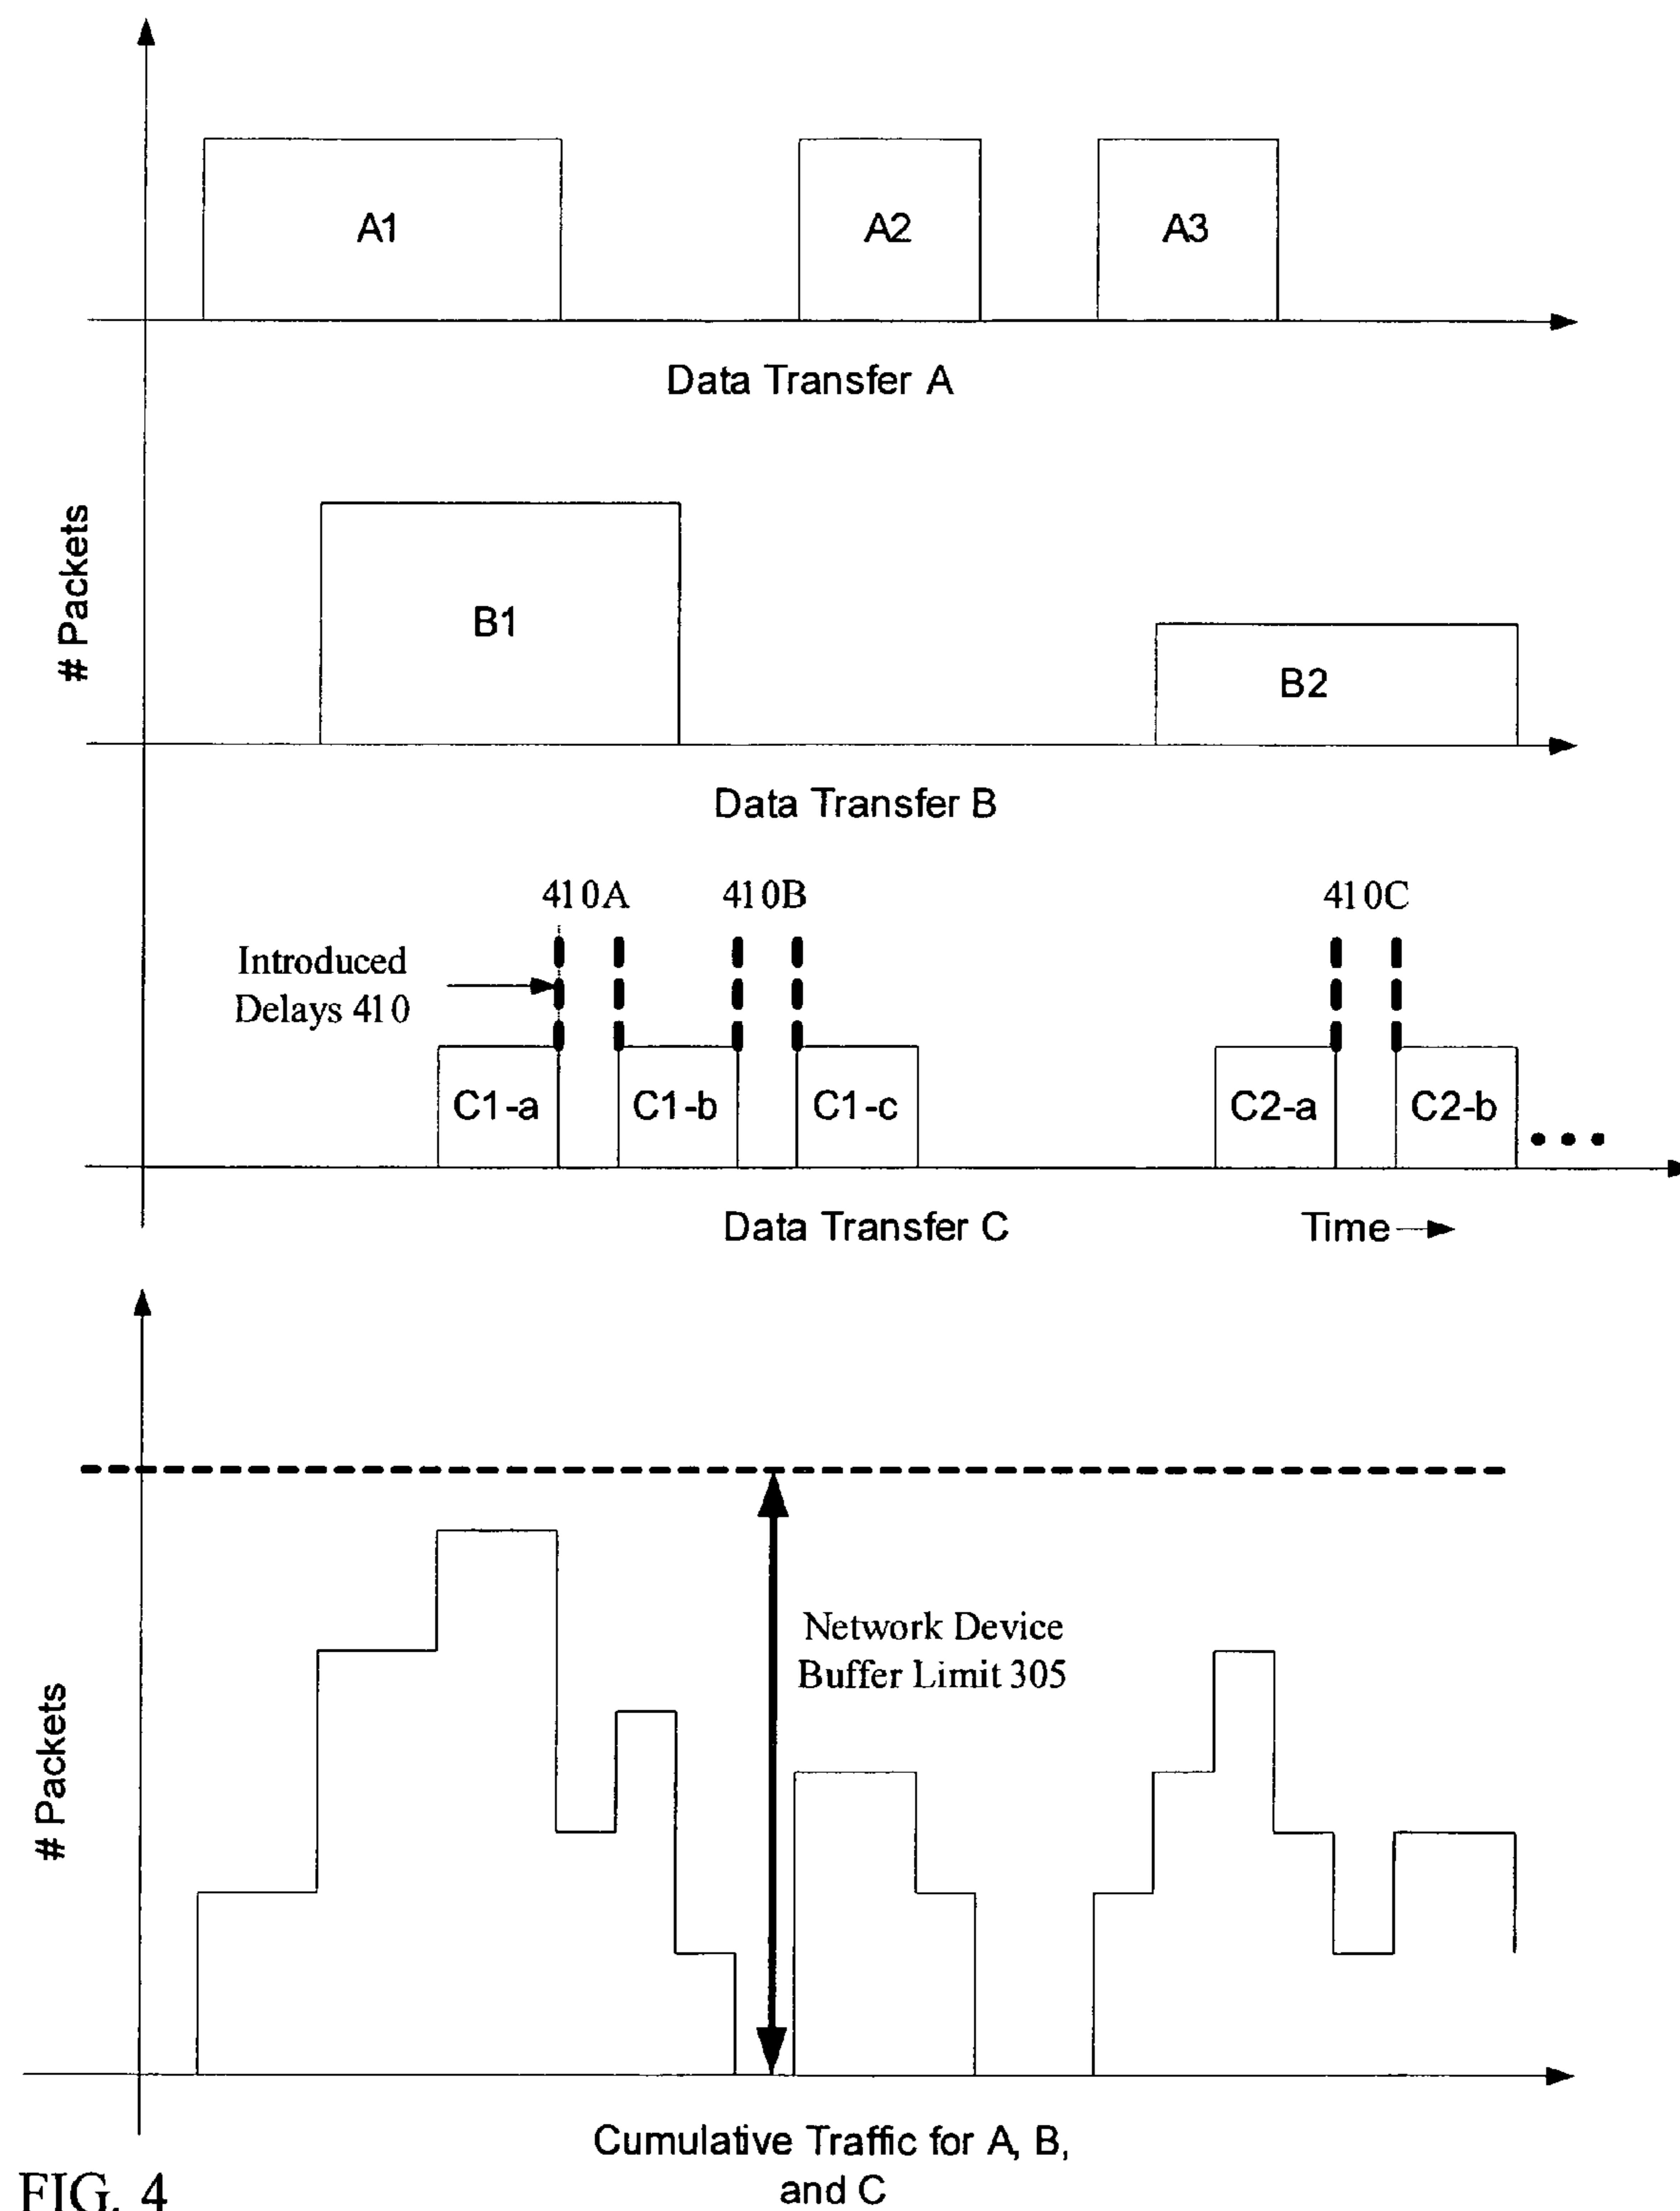 A1
A2
A3
Data Transfer A
# Packets
B1
B2
Data Transfer B
410A
410B
410C
Introduced
Delays 410
C1-a
C1-b
C1-c
C2-a
C2-b
Data Transfer C
Time
Network Device
Buffer Limit 305
# Packets
Cumulative Traffic for A, B,
and C
FIG. 4